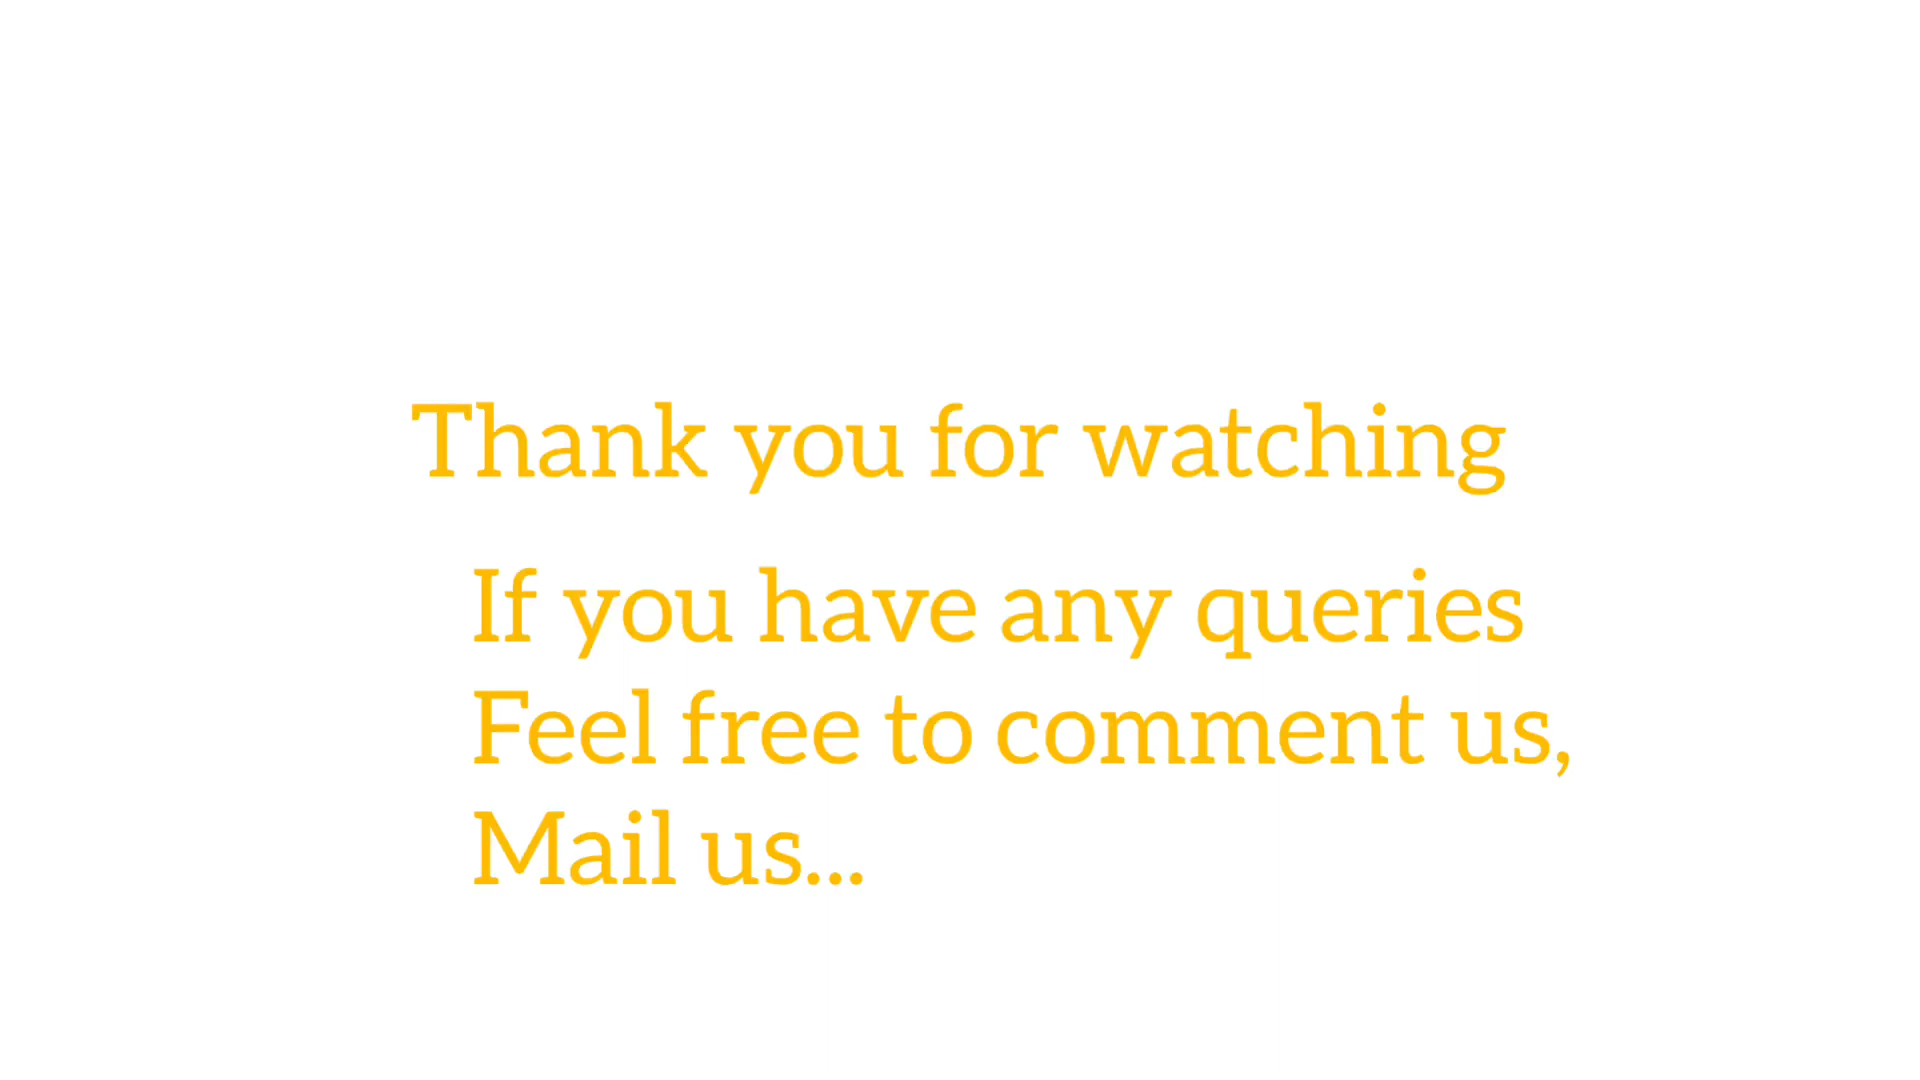 Thank you for watching
If you have any queries
Feel free to comment us,
Mail us...